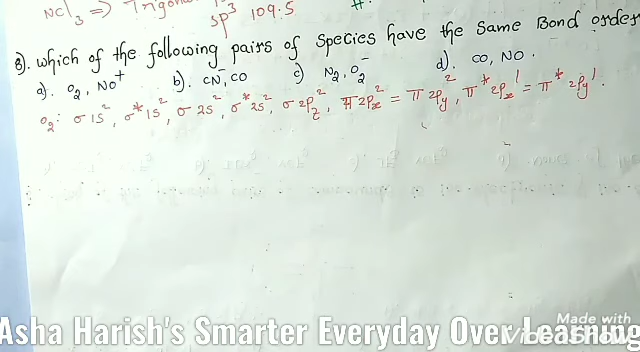 NCl3 => Trigonal
sp3 109.5
8). Which of the following pairs of species have the same Bond order
a). O2, NO+ b). CN-, CO c) N2, O2- d). CO, NO.
O2: σ1s2, σ*1s2, σ2s2, σ*2s2, σ2pz2, π2px2 = π2py2, π*2px1 = π*2py1.
Asha Harish's Smarter Everyday Over Learning
Made with
VideoShow